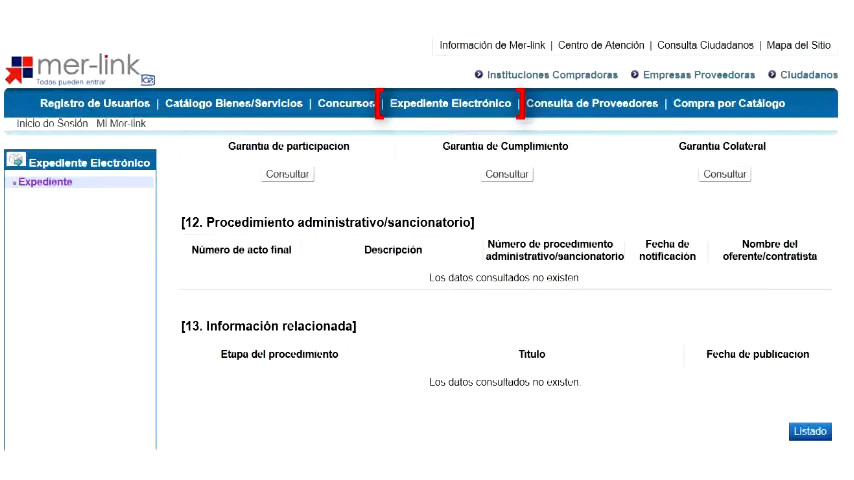 Información de Mer-link | Centro de Atención | Consulta Ciudadanos | Mapa del Sitio
mer-link
Todos pueden entrar
Instituciones Compradoras Empresas Proveedoras Ciudadanos
Registro de Usuarios | Catálogo Bienes/Servicios | Concursos | Expediente Electrónico | Consulta de Proveedores | Compra por Catálogo
Inicio de Sesión Mi Mer-link
Expediente Electrónico
Expediente
Garantía de participación Garantía de Cumplimiento Garantía Colateral
Consultar Consultar Consultar
[12. Procedimiento administrativo/sancionatorio]
Número de acto final Descripción Número de procedimiento administrativo/sancionatorio Fecha de notificación Nombre del oferente/contratista
Los datos consultados no existen
[13. Información relacionada]
Etapa del procedimiento Título Fecha de publicación
Los datos consultados no existen.
Listado